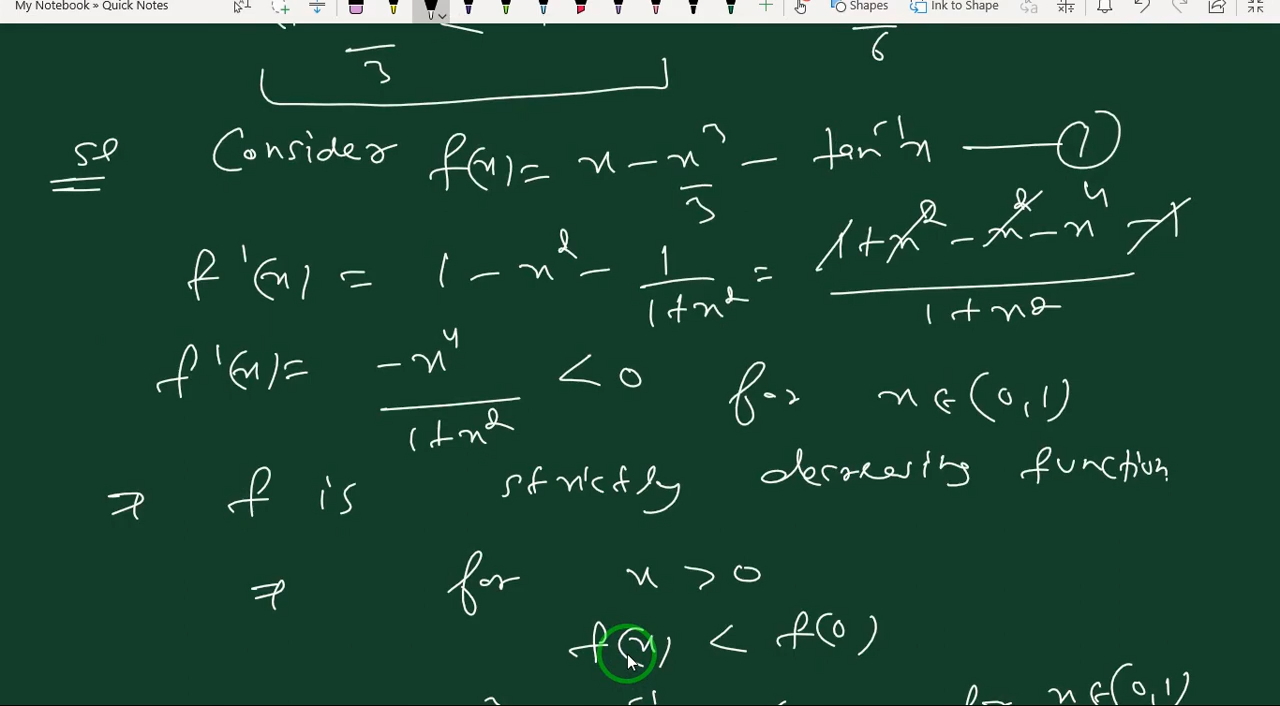 My Notebook » Quick Notes Shapes Ink to Shape
3 6
Sol Consider f(x) = x - x³/3 - tan⁻¹x —— ①
f'(x) = 1 - x² - 1/(1+x²) = (1+x² - x² - x⁴ - 1)/(1+x²)
f'(x) = -x⁴/(1+x²) < 0 for x ∈ (0,1)
⇒ f is strictly decreasing function
⇒ for x > 0
f(x) < f(0)
for x ∈ (0,1)